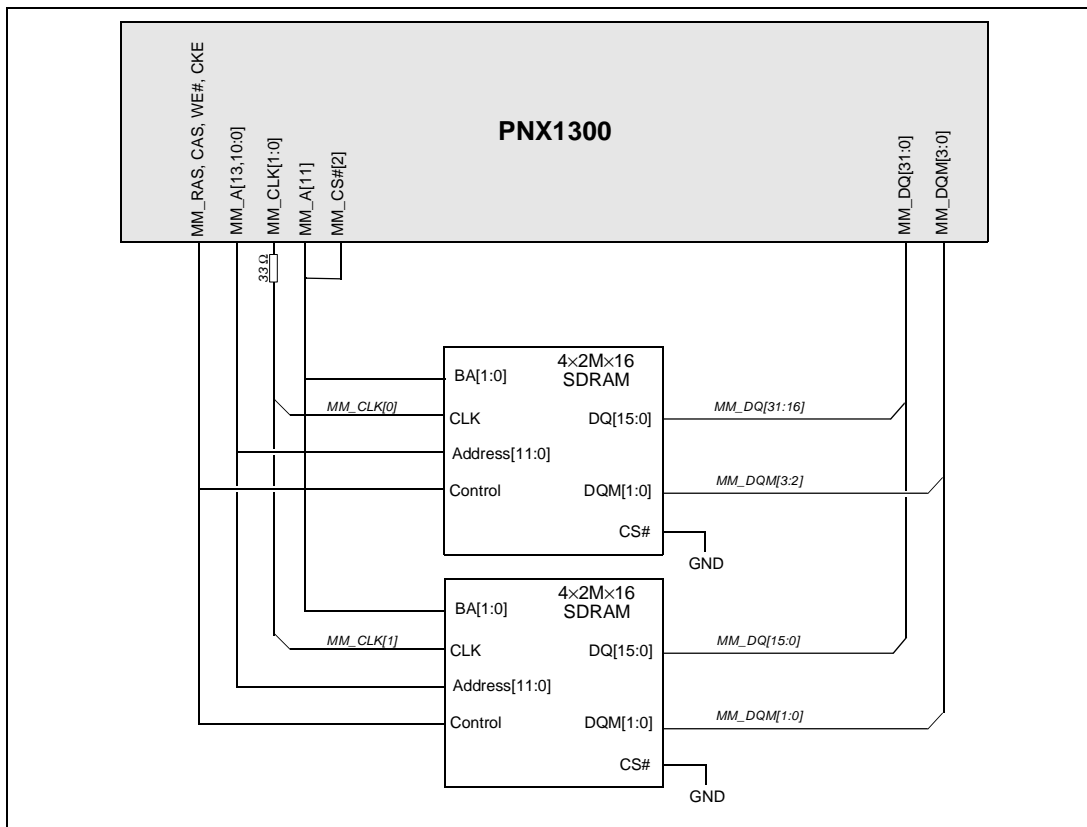 PNX1300
MM_RAS, CAS, WE#, CKE
MM_A[13,10:0]
MM_CLK[1:0]
MM_A[11]
MM_CS#[2]
MM_DQ[31:0]
MM_DQM[3:0]
33 Ω
4×2M×16
SDRAM
BA[1:0]
MM_CLK[0]
CLK
DQ[15:0]
MM_DQ[31:16]
Address[11:0]
Control
DQM[1:0]
MM_DQM[3:2]
CS#
GND
4×2M×16
SDRAM
BA[1:0]
MM_CLK[1]
CLK
DQ[15:0]
MM_DQ[15:0]
Address[11:0]
Control
DQM[1:0]
MM_DQM[1:0]
CS#
GND